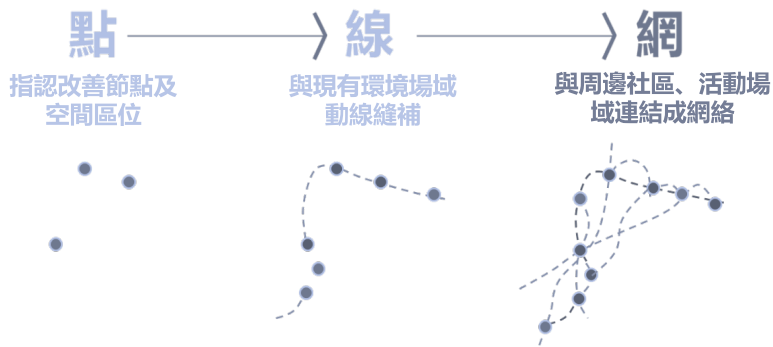 點
線
網
指認改善節點及
空間區位
與現有環境場域
動線縫補
與周邊社區、活動場
域連結成網絡